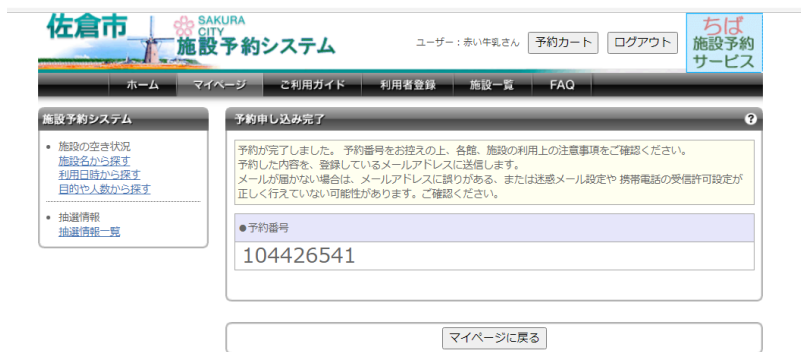 佐倉市
SAKURA
CITY
施設予約システム
ユーザー：赤い牛乳さん
予約カート
ログアウト
ちば
施設予約
サービス
ホーム
マイページ
ご利用ガイド
利用者登録
施設一覧
FAQ
施設予約システム
• 施設の空き状況
施設名から探す
利用日時から探す
目的や人数から探す
• 抽選情報
抽選情報一覧
予約申し込み完了
?
予約が完了しました。 予約番号をお控えの上、各館、施設の利用上の注意事項をご確認ください。
予約した内容を、登録しているメールアドレスに送信します。
メールが届かない場合は、メールアドレスに誤りがある、または迷惑メール設定や 携帯電話の受信許可設定が
正しく行えていない可能性があります。ご確認ください。
●予約番号
104426541
マイページに戻る